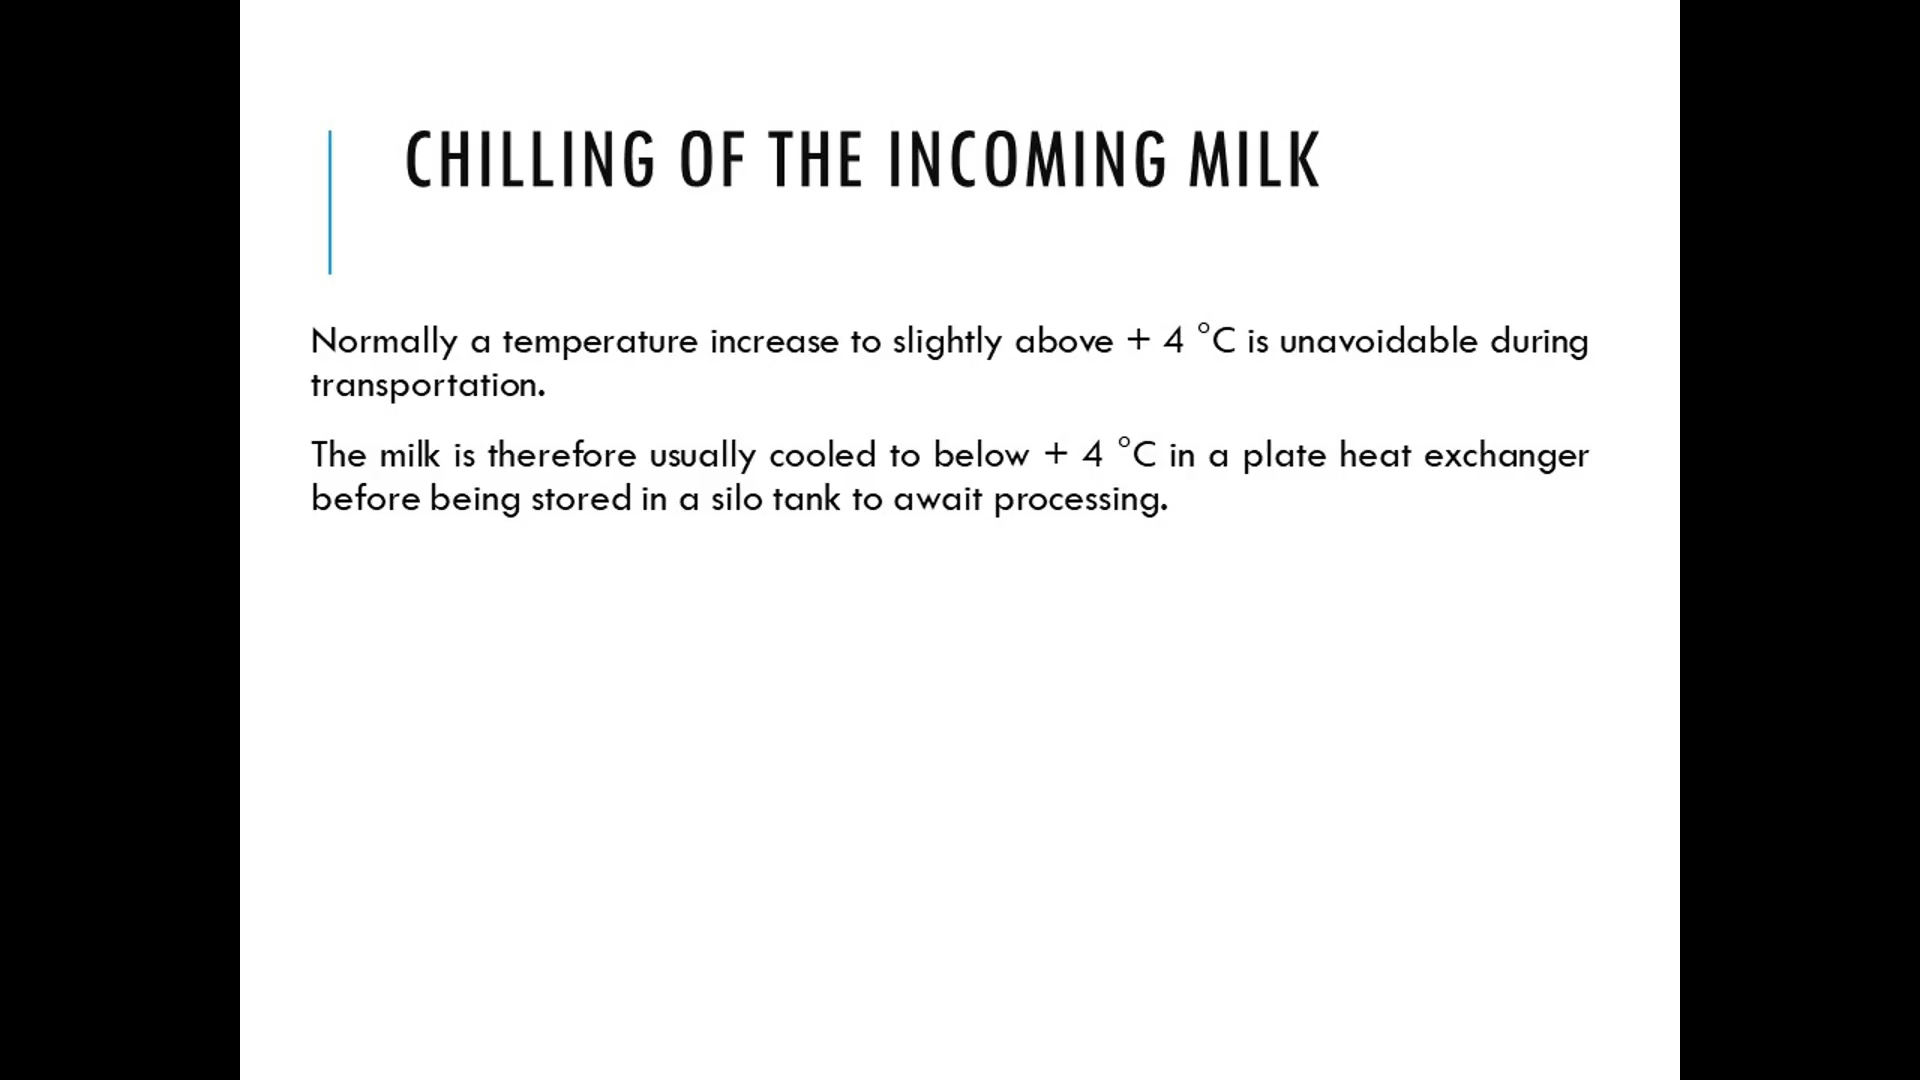 CHILLING OF THE INCOMING MILK
Normally a temperature increase to slightly above + 4 °C is unavoidable during
transportation.
The milk is therefore usually cooled to below + 4 °C in a plate heat exchanger
before being stored in a silo tank to await processing.